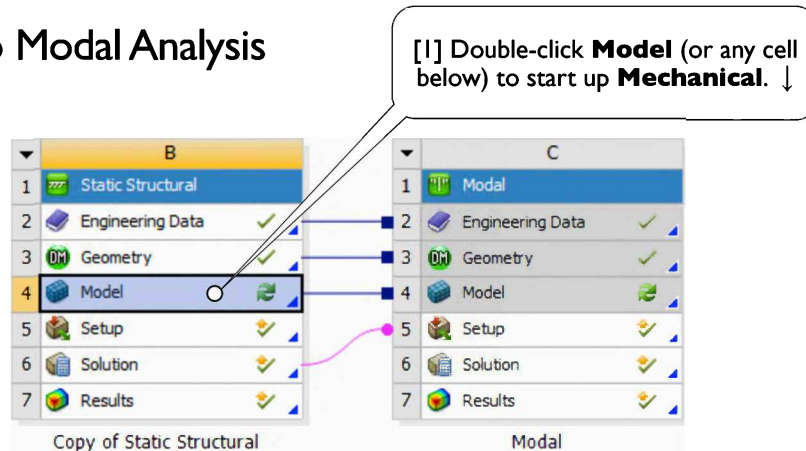 Modal Analysis
[1] Double-click Model (or any cell
below) to start up Mechanical. ↓
B
1 Static Structural
2 Engineering Data
3 DM Geometry
4 Model
5 Setup
6 Solution
7 Results
Copy of Static Structural
C
1 Modal
2 Engineering Data
3 DM Geometry
4 Model
5 Setup
6 Solution
7 Results
Modal